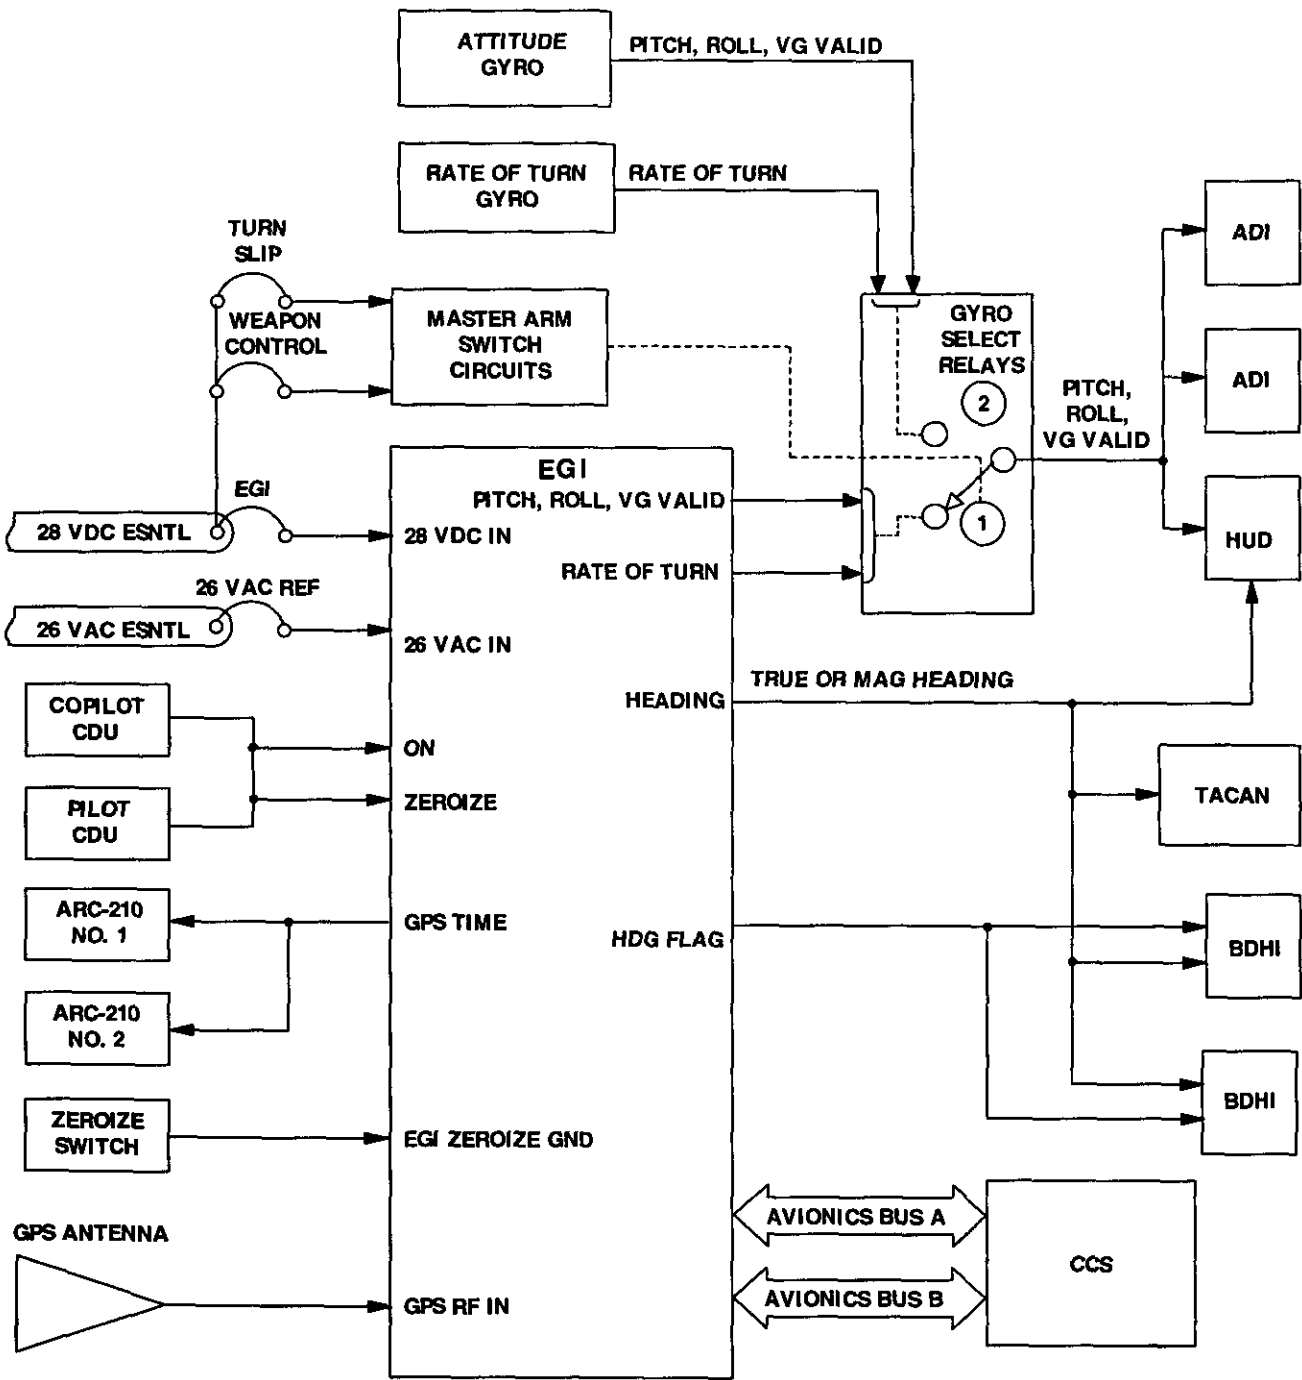 ATTITUDE
GYRO
PITCH, ROLL, VG VALID
RATE OF TURN
GYRO
RATE OF TURN
TURN
SLIP
WEAPON
CONTROL
MASTER ARM
SWITCH
CIRCUITS
GYRO
SELECT
RELAYS
2
1
PITCH,
ROLL,
VG VALID
ADI
ADI
HUD
EGI
28 VDC ESNTL
26 VAC REF
26 VAC ESNTL
EGI
PITCH, ROLL, VG VALID
28 VDC IN
RATE OF TURN
26 VAC IN
HEADING
TRUE OR MAG HEADING
COPILOT
CDU
ON
PILOT
CDU
ZEROIZE
TACAN
ARC-210
NO. 1
GPS TIME
HDG FLAG
BDHI
ARC-210
NO. 2
BDHI
ZEROIZE
SWITCH
EGI ZEROIZE GND
AVIONICS BUS A
AVIONICS BUS B
CCS
GPS ANTENNA
GPS RF IN